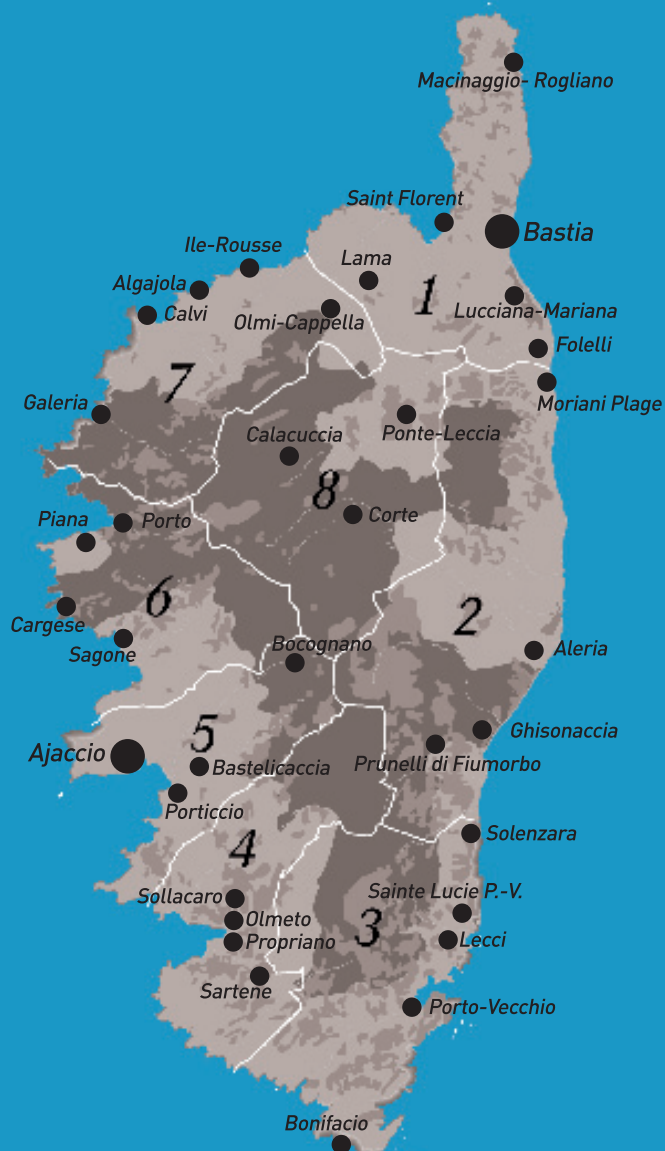 Macinaggio- Rogliano
Saint Florent
Bastia
Ile-Rousse
Lama
Algajola
1
Lucciana-Mariana
Calvi
Olmi-Cappella
Folelli
7
Moriani Plage
Galeria
Calacuccia
Ponte-Leccia
8
Corte
Piana
Porto
6
2
Cargese
Sagone
Bocognano
Aleria
5
Ghisonaccia
Ajaccio
Bastelicaccia
Prunelli di Fiumorbo
Porticcio
Solenzara
4
Sollacaro
Sainte Lucie P.-V.
Olmeto
3
Propriano
Lecci
Sartene
Porto-Vecchio
Bonifacio